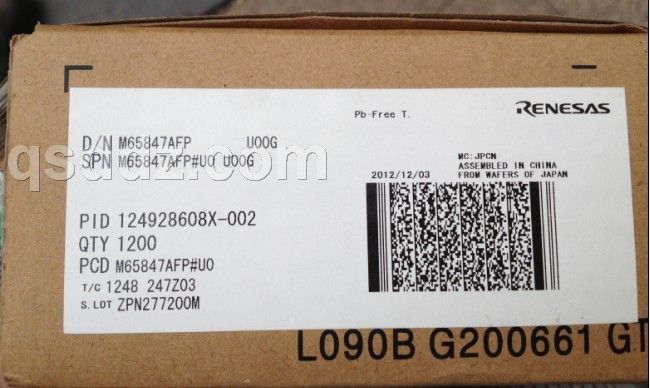 Pb-Free T.
RENESAS
D/N M65847AFP U00G
SPN M65847AFP#U0 U00G
MC:JPCN
ASSEMBLED IN CHINA
FROM WAFERS OF JAPAN
2012/12/03
qsddz.com
PID 124928608X-002
QTY 1200
PCD M65847AFP#U0
T/C 1248 247Z03
S.LOT ZPN277200M
L090B G200661 GT